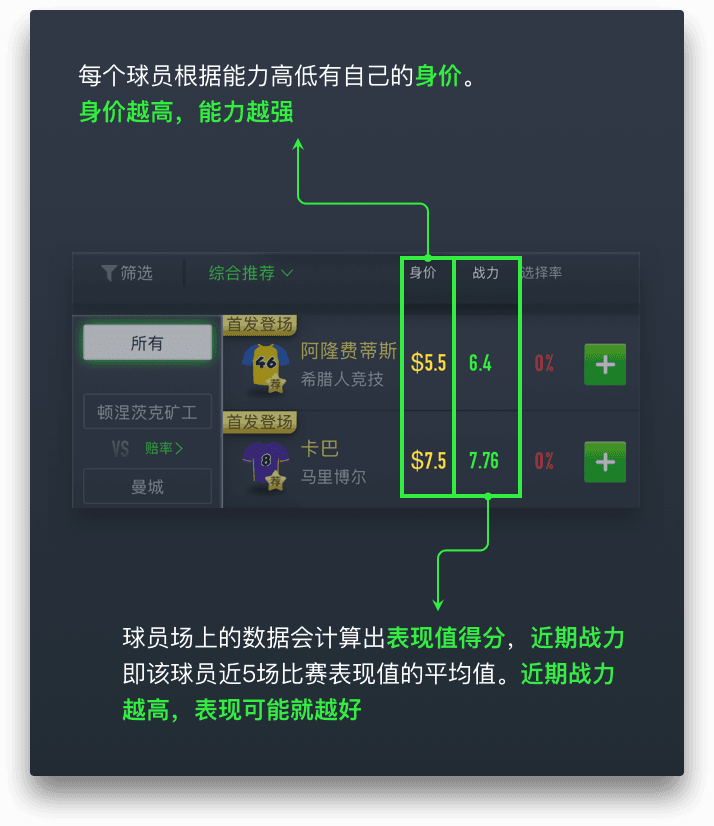 每个球员根据能力高低有自己的身价。
身价越高，能力越强
筛选
综合推荐
身价
战力
选择率
所有
顿涅茨克矿工
VS 赔率
曼城
首发登场
46
荐
阿隆费蒂斯
希腊人竞技
$5.5
6.4
0%
首发登场
8
荐
卡巴
马里博尔
$7.5
7.76
0%
球员场上的数据会计算出表现值得分，近期战力
即该球员近5场比赛表现值的平均值。近期战力
越高，表现可能就越好